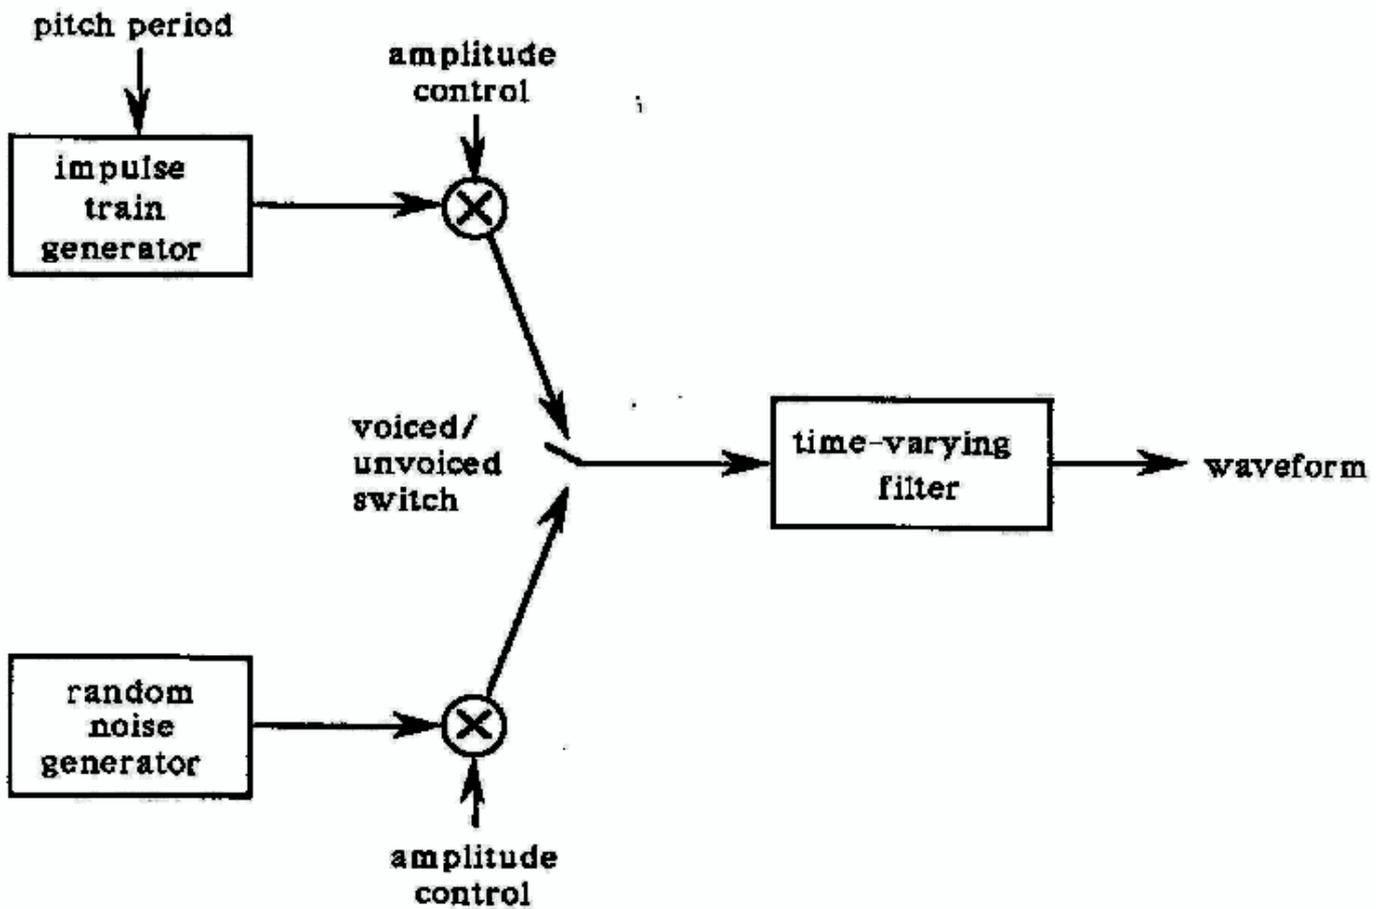 pitch period
amplitude
control
impulse
train
generator
voiced/
unvoiced
switch
time-varying
filter
waveform
random
noise
generator
amplitude
control